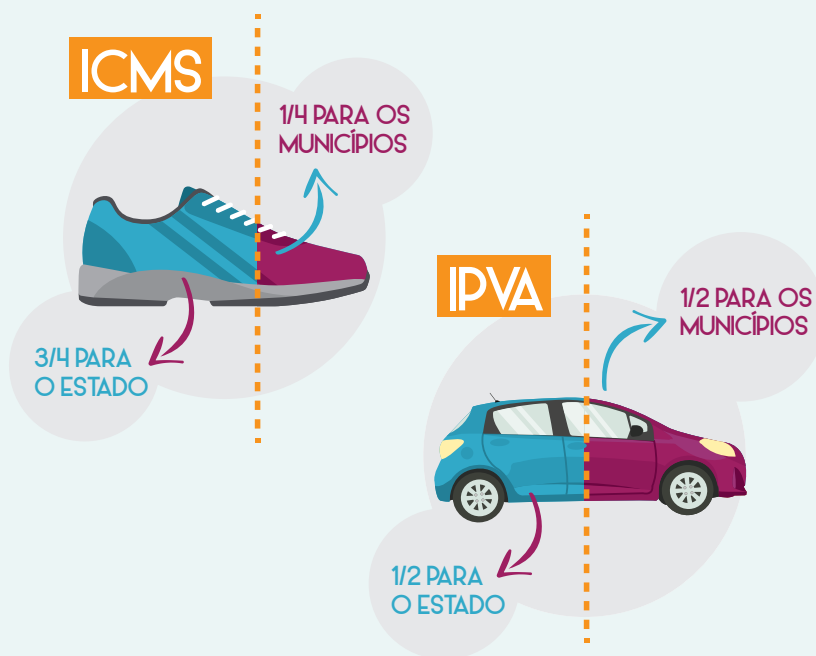 ICMS
1/4 PARA OS
MUNICÍPIOS
3/4 PARA
O ESTADO
IPVA
1/2 PARA OS
MUNICÍPIOS
1/2 PARA
O ESTADO